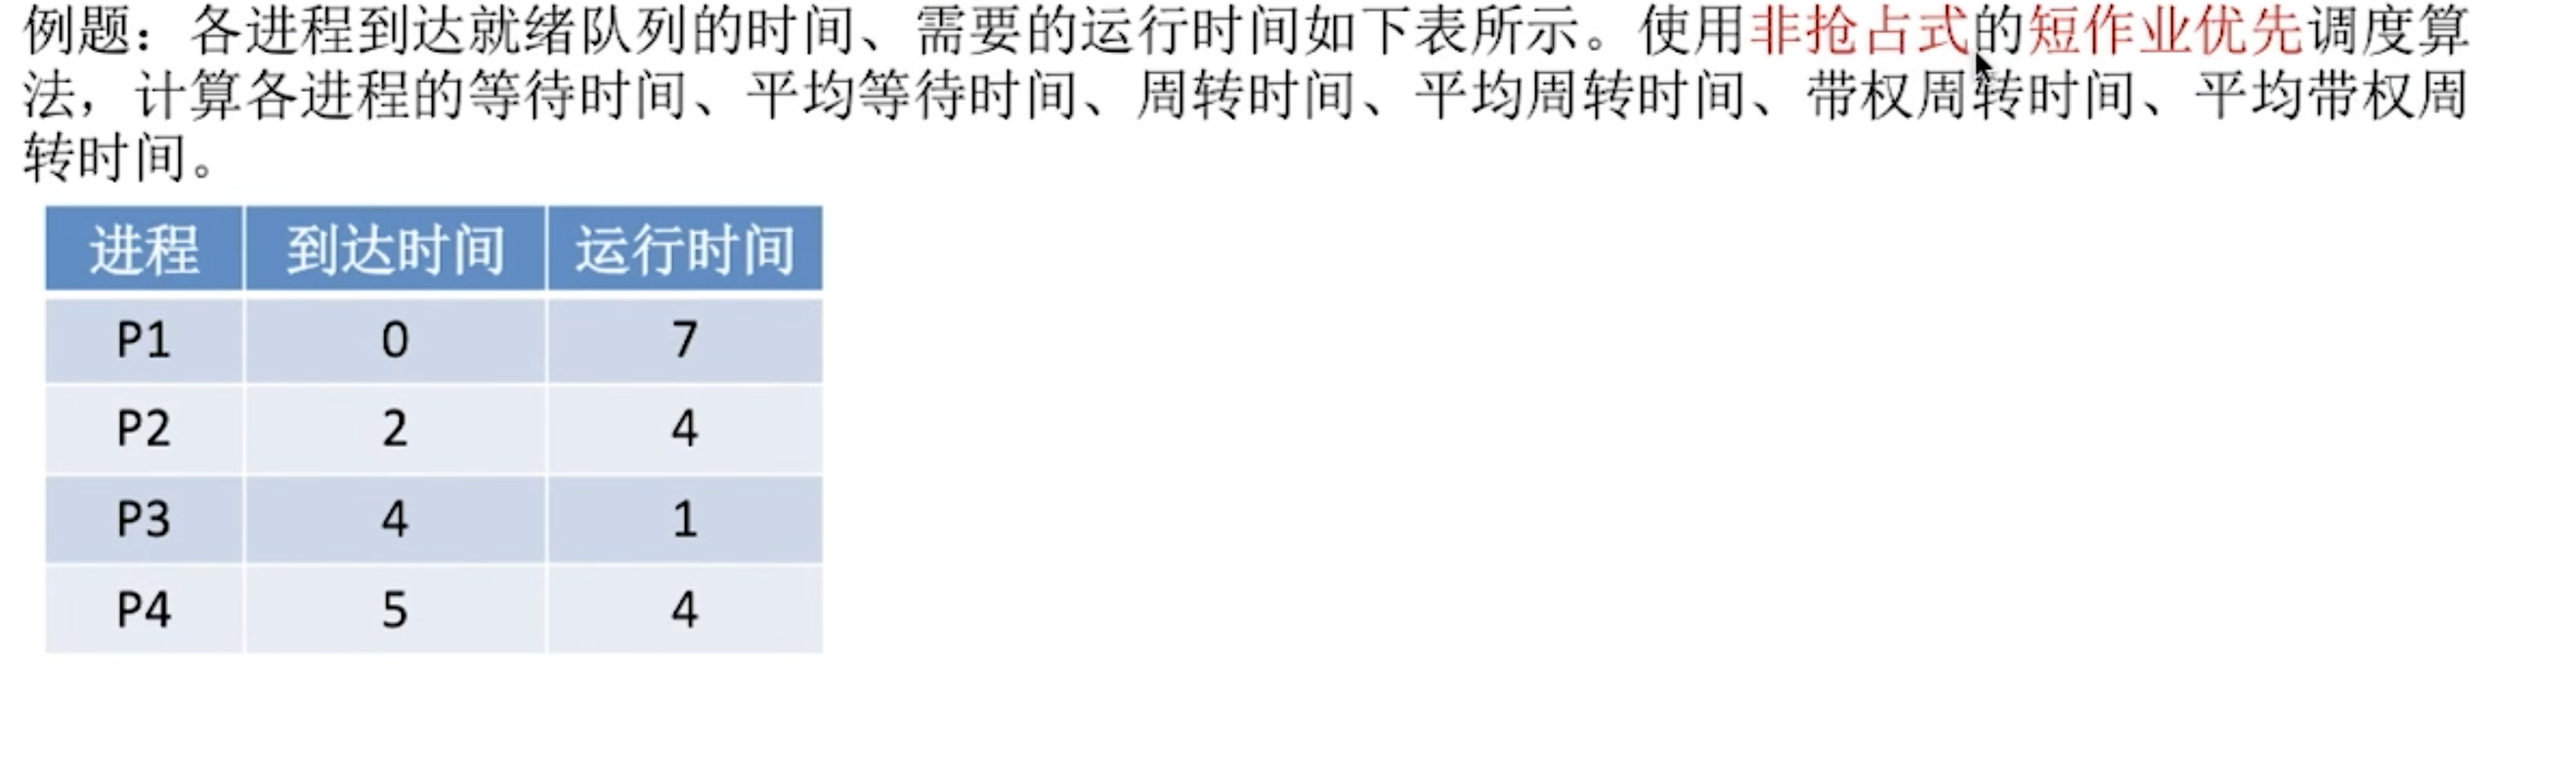 例题：各进程到达就绪队列的时间、需要的运行时间如下表所示。使用非抢占式的短作业优先调度算
法，计算各进程的等待时间、平均等待时间、周转时间、平均周转时间、带权周转时间、平均带权周
转时间。
进程 到达时间 运行时间
P1 0 7
P2 2 4
P3 4 1
P4 5 4